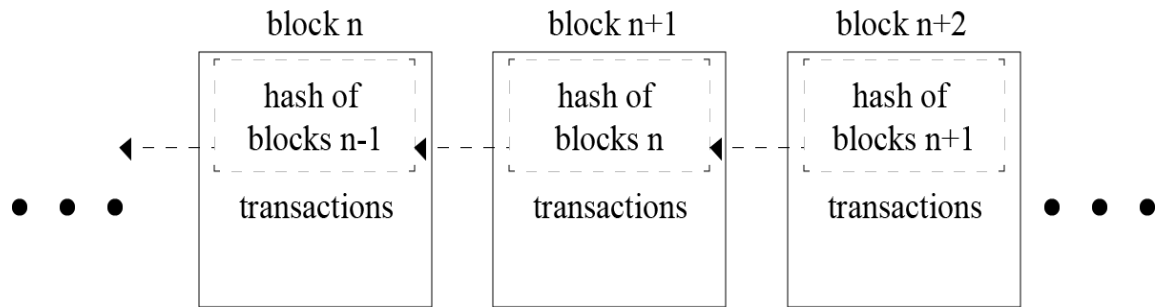 block n
block n+1
block n+2
hash of
blocks n-1
hash of
blocks n
hash of
blocks n+1
transactions
transactions
transactions